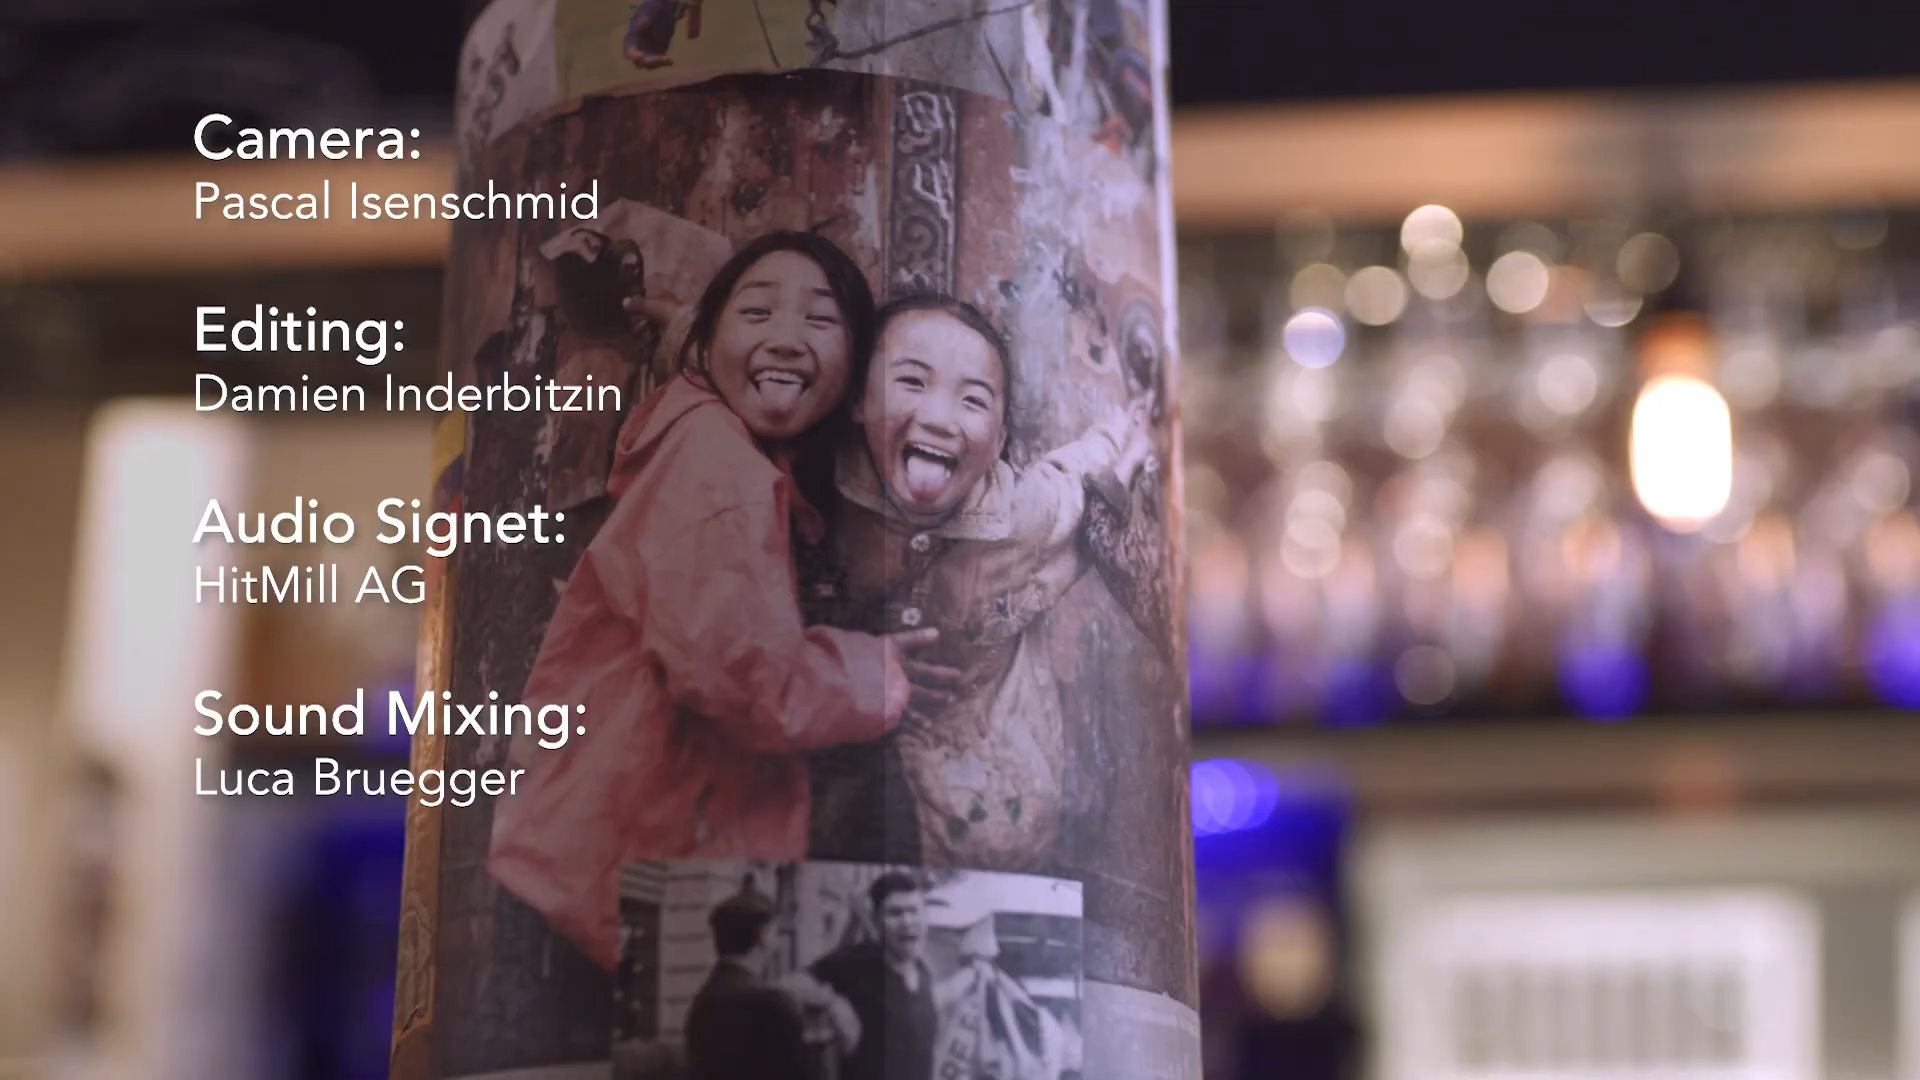 Camera:
Pascal Isenschmid
Editing:
Damien Inderbitzin
Audio Signet:
HitMill AG
Sound Mixing:
Luca Bruegger